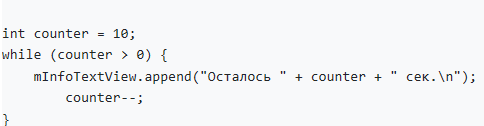 int counter = 10;
while (counter > 0) {
    mInfoTextView.append("Осталось " + counter + " сек.\n");
        counter--;
}